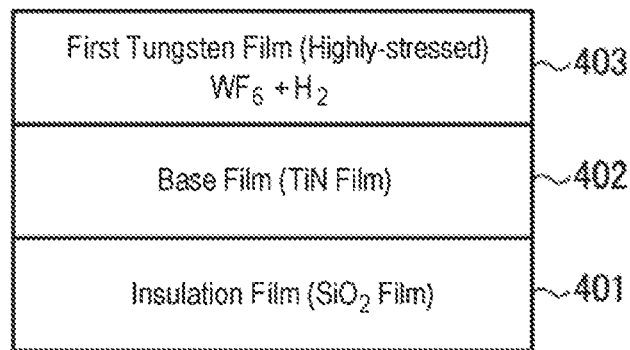 First Tungsten Film (Highly-stressed)
WF6 + H2
403
Base Film (TiN Film)
402
Insulation Film (SiO2 Film)
401